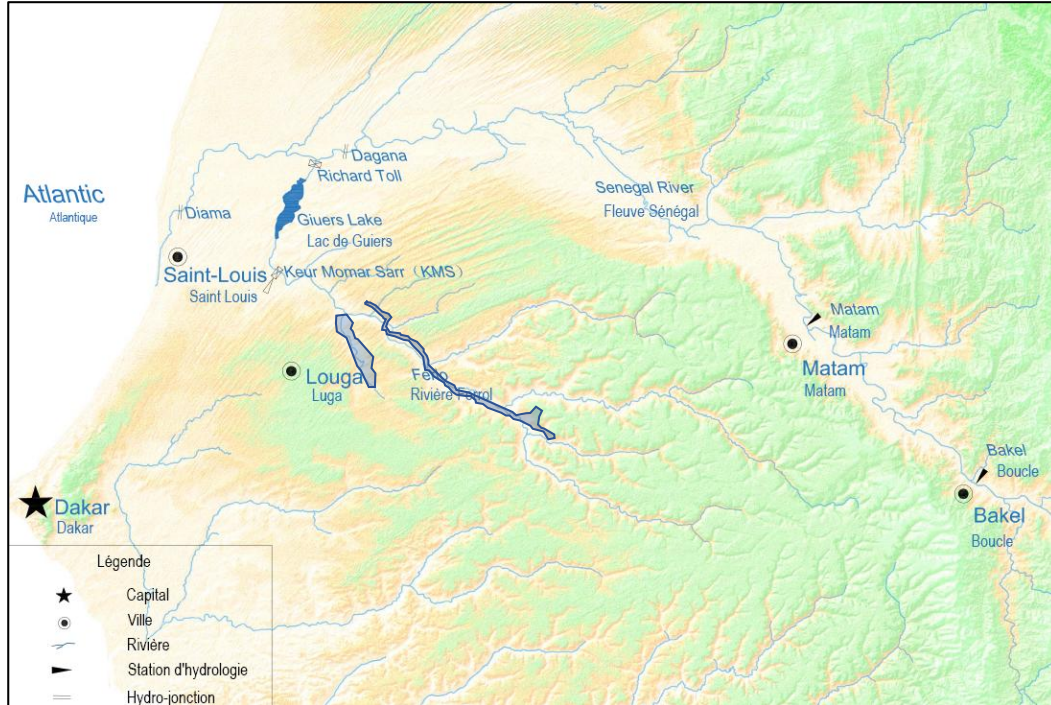 Dagana
Richard Toll
Atlantic
Atlantique
Senegal River
Fleuve Sénégal
Diama
Giuers Lake
Lac de Guiers
Saint-Louis
Saint Louis
Keur Momar Sarr（KMS）
Matam
Matam
Matam
Matam
Louga
Luga
Rivière Ferrol
Bakel
Boucle
Bakel
Boucle
Dakar
Dakar
Légende
Capital
Ville
Rivière
Station d'hydrologie
Hydro-jonction